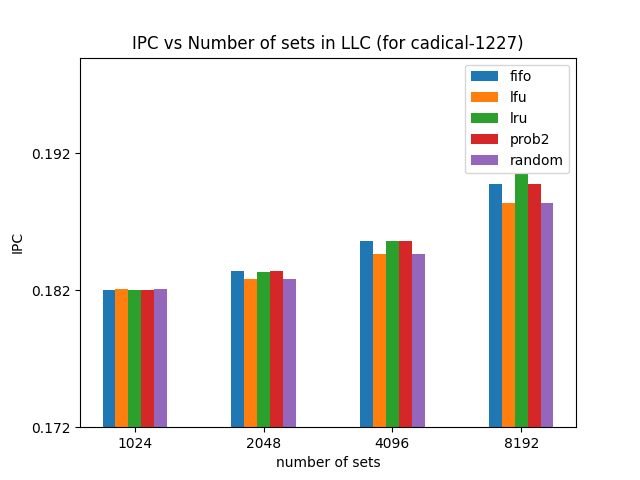 IPC vs Number of sets in LLC (for cadical-1227)
fifo
lfu
lru
prob2
random
0.192
0.182
0.172
IPC
1024 2048 4096 8192
number of sets